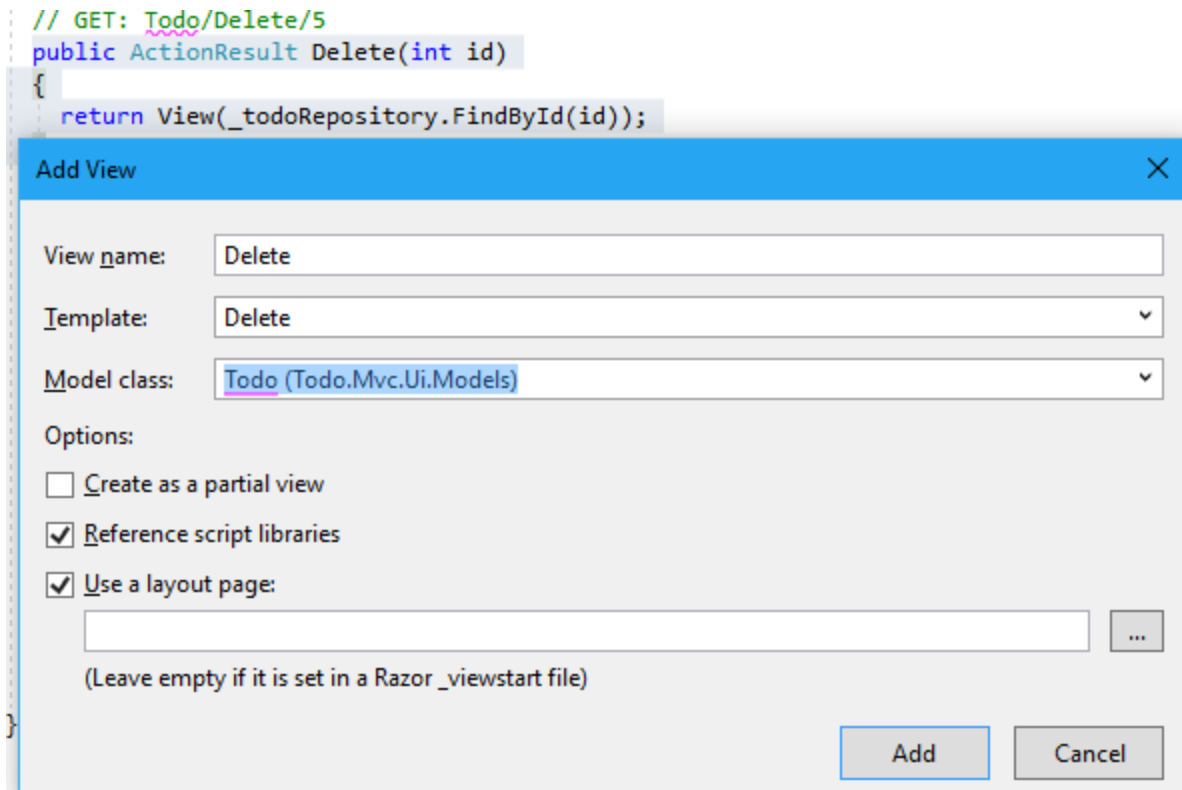 // GET: Todo/Delete/5
public ActionResult Delete(int id)
{
return View(_todoRepository.FindById(id));
Add View
View name: Delete
Template: Delete
Model class: Todo (Todo.Mvc.Ui.Models)
Options:
Create as a partial view
Reference script libraries
Use a layout page:
...
(Leave empty if it is set in a Razor _viewstart file)
}
Add Cancel